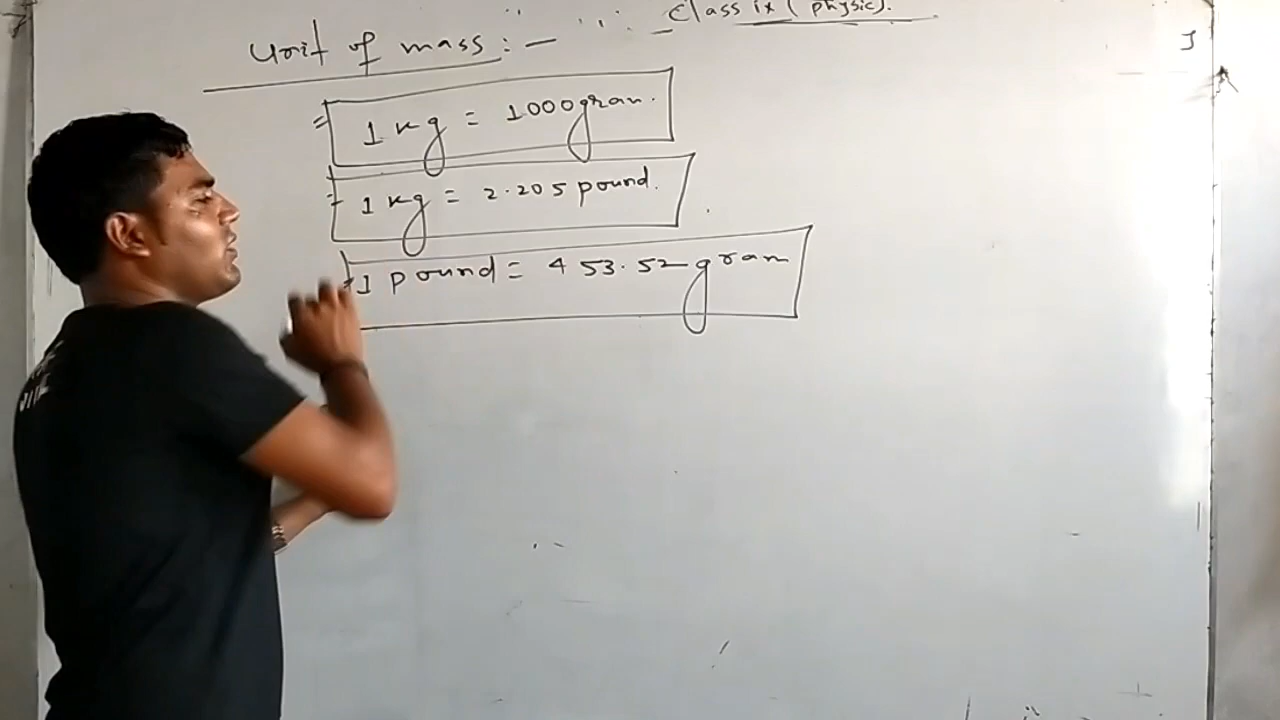 Class ix ( physic).
Unit of mass : -
= 1 kg = 1000 gram.
- 1 kg = 2.205 pound.
1 pound = 453.52 gram